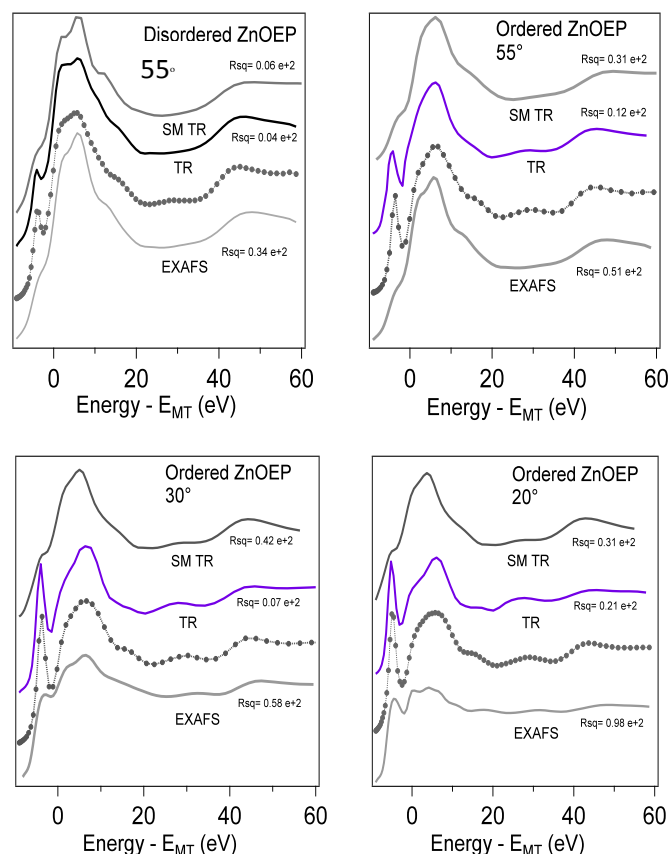 Disordered ZnOEP
55°
Rsq= 0.06 e+2
SM TR
Rsq= 0.04 e+2
TR
EXAFS
Rsq= 0.34 e+2
0 20 40 60
Energy - EMT (eV)
Ordered ZnOEP
55°
Rsq= 0.31 e+2
SM TR
Rsq= 0.12 e+2
TR
EXAFS
Rsq= 0.51 e+2
0 20 40 60
Energy - EMT (eV)
Ordered ZnOEP
30°
SM TR
Rsq= 0.42 e+2
TR
Rsq= 0.07 e+2
EXAFS
Rsq= 0.58 e+2
0 20 40 60
Energy - EMT (eV)
Ordered ZnOEP
20°
SM TR
Rsq= 0.31 e+2
TR
Rsq= 0.21 e+2
EXAFS
Rsq= 0.98 e+2
0 20 40 60
Energy - EMT (eV)